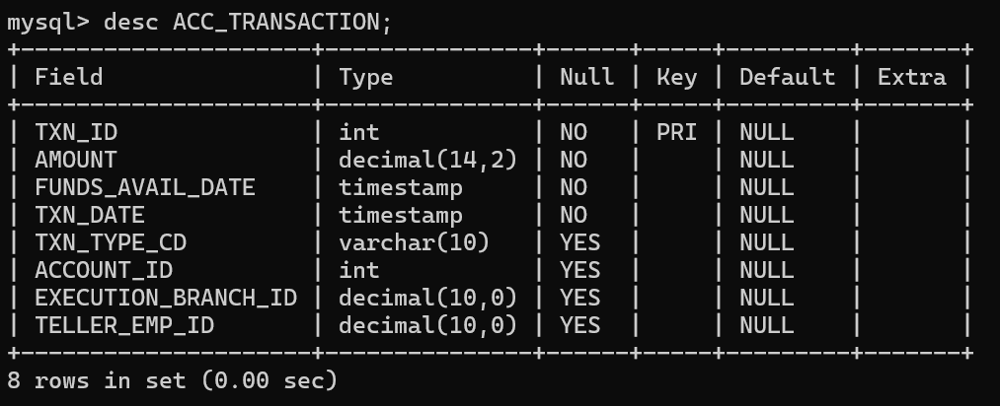 mysql> desc ACC_TRANSACTION;
+---------------------+---------------+------+-----+---------+-------+
| Field               | Type          | Null | Key | Default | Extra |
+---------------------+---------------+------+-----+---------+-------+
| TXN_ID              | int           | NO   | PRI | NULL    |       |
| AMOUNT              | decimal(14,2) | NO   |     | NULL    |       |
| FUNDS_AVAIL_DATE    | timestamp     | NO   |     | NULL    |       |
| TXN_DATE            | timestamp     | NO   |     | NULL    |       |
| TXN_TYPE_CD         | varchar(10)   | YES  |     | NULL    |       |
| ACCOUNT_ID          | int           | YES  |     | NULL    |       |
| EXECUTION_BRANCH_ID | decimal(10,0) | YES  |     | NULL    |       |
| TELLER_EMP_ID       | decimal(10,0) | YES  |     | NULL    |       |
+---------------------+---------------+------+-----+---------+-------+
8 rows in set (0.00 sec)